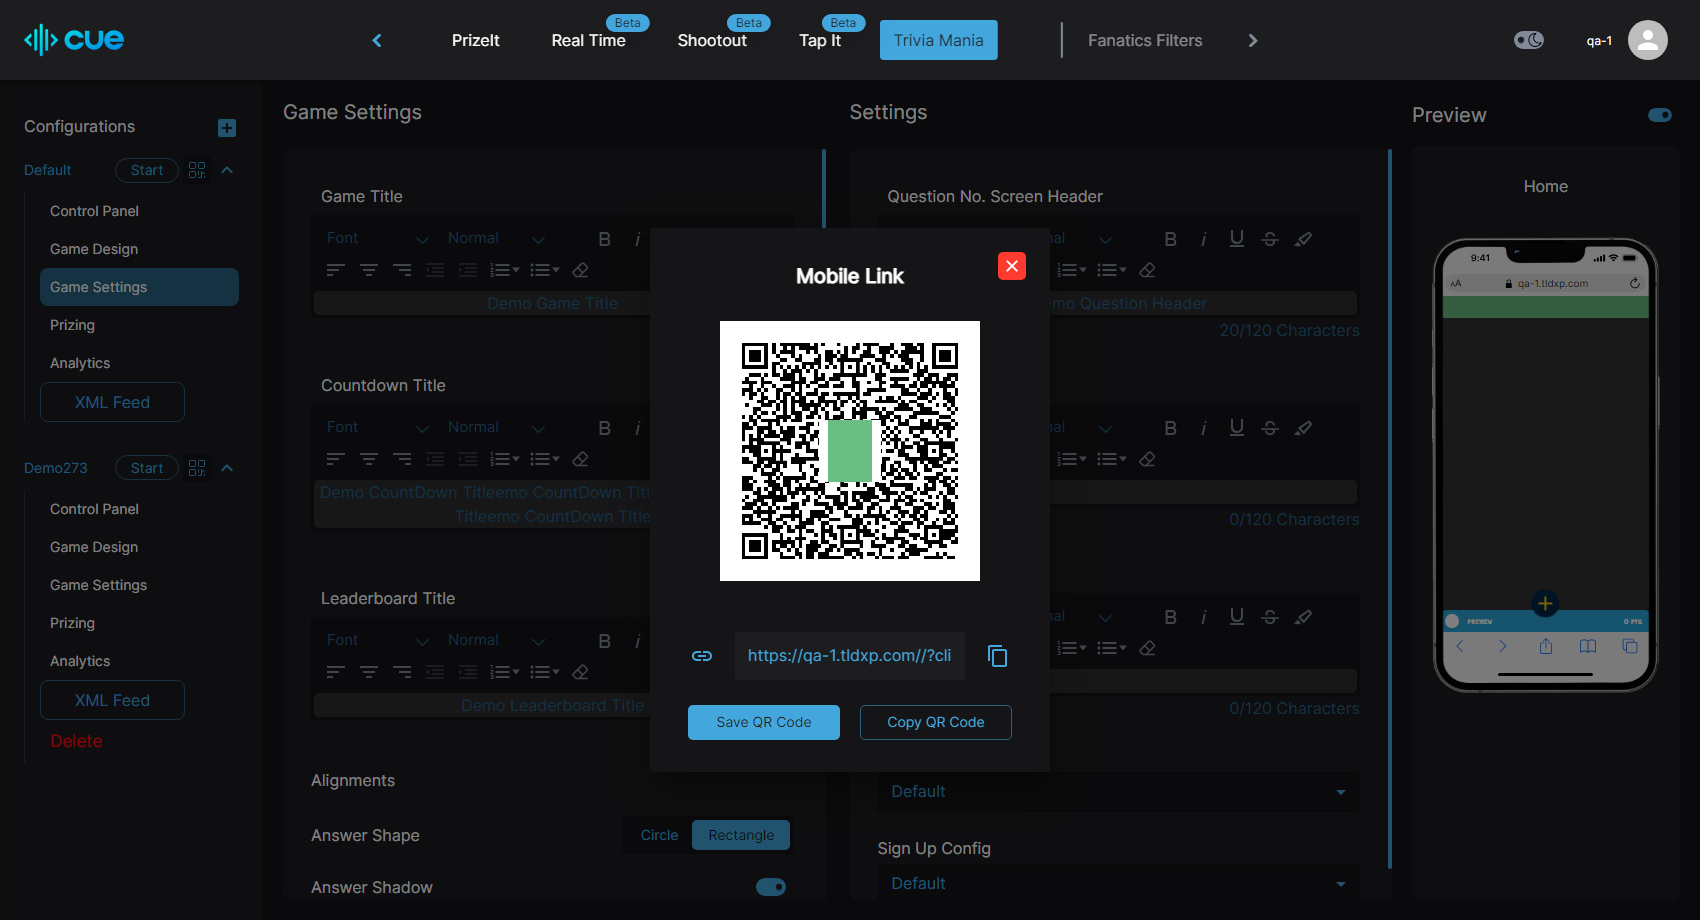 cue
PrizeIt
Real Time
Beta
Shootout
Beta
Tap It
Beta
Trivia Mania
Fanatics Filters
qa-1
Configurations
Default
Start
Control Panel
Game Design
Game Settings
Prizing
Analytics
XML Feed
Demo273
Start
Control Panel
Game Design
Game Settings
Prizing
Analytics
XML Feed
Delete
Game Settings
Game Title
Font
Normal
B
i
Demo Game Title
Countdown Title
Font
Normal
B
i
Demo CountDown Titleemo CountDown Titl
Titleemo CountDown Title
Leaderboard Title
Font
Normal
B
i
Demo Leaderboard Title
Alignments
Answer Shape
Circle
Rectangle
Answer Shadow
Mobile Link
https://qa-1.tldxp.com//?cli
Save QR Code
Copy QR Code
Settings
Question No. Screen Header
al
B
i
U
S
mo Question Header
20/120 Characters
al
B
i
U
S
0/120 Characters
al
B
i
U
S
0/120 Characters
Default
Sign Up Config
Default
Preview
Home
9:41
AA
qa-1.tldxp.com
PREVIEW
0 PTS.